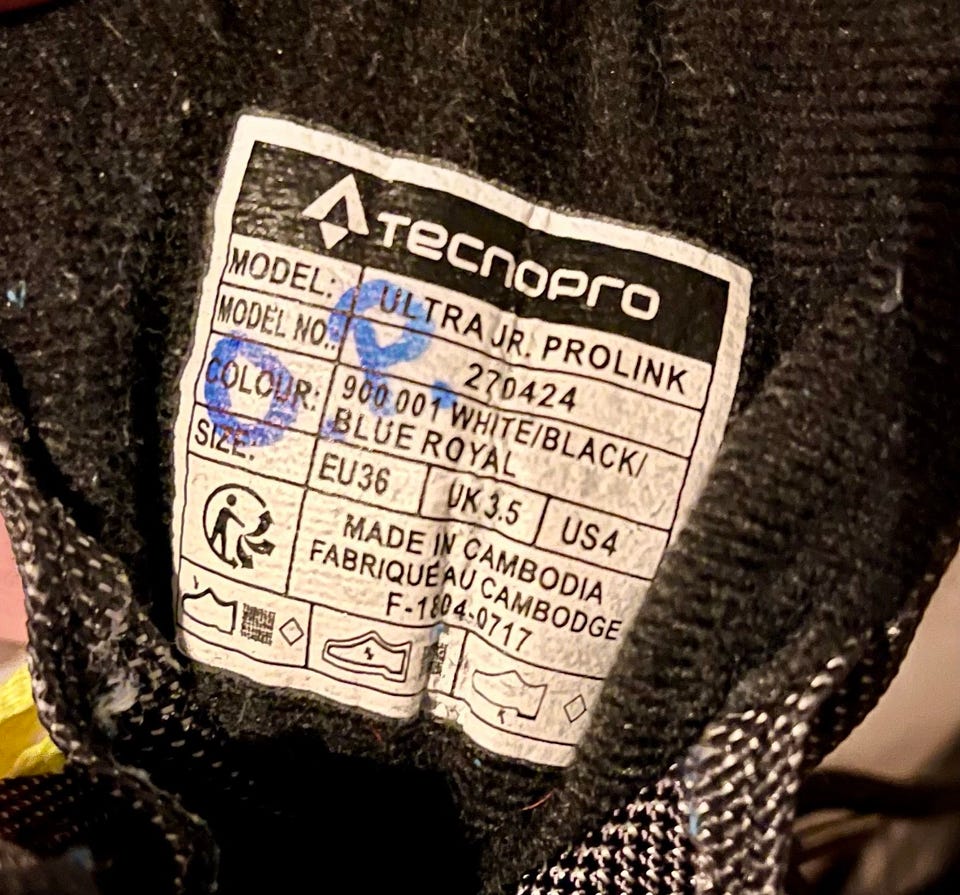 TECNOPRO
MODEL: ULTRA JR. PROLINK
MODEL NO.: 270424
COLOUR: 900 001 WHITE/BLACK/
BLUE ROYAL
SIZE: EU36 UK 3.5 US4
MADE IN CAMBODIA
FABRIQUE AU CAMBODGE
F-1804-0717